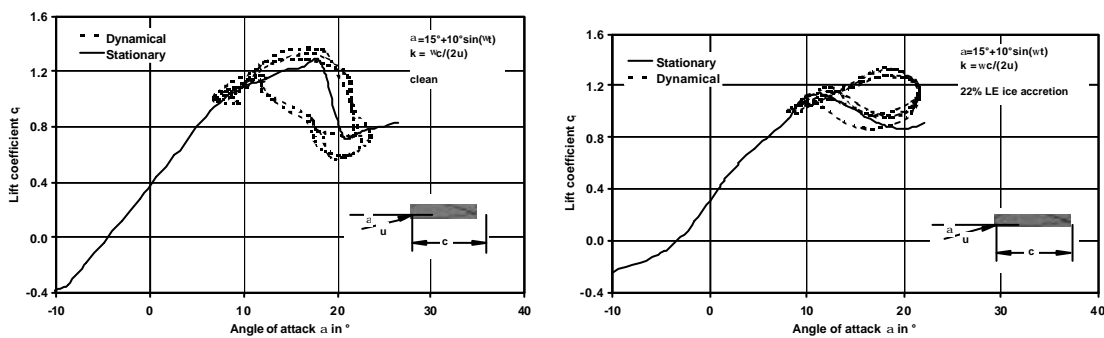 1.6
1.2
0.8
0.4
0.0
-0.4
Lift coefficient cl
Dynamical
Stationary
a=15°+10°sin(wt)
k = wc/(2u)
clean
a
u
c
-10
0
10
20
30
40
Angle of attack a in °
1.6
1.2
0.8
0.4
0.0
-0.4
Lift coefficient cl
Stationary
Dynamical
a=15°+10°sin(wt)
k = wc/(2u)
22% LE ice accretion
a
u
c
-10
0
10
20
30
40
Angle of attack a in °